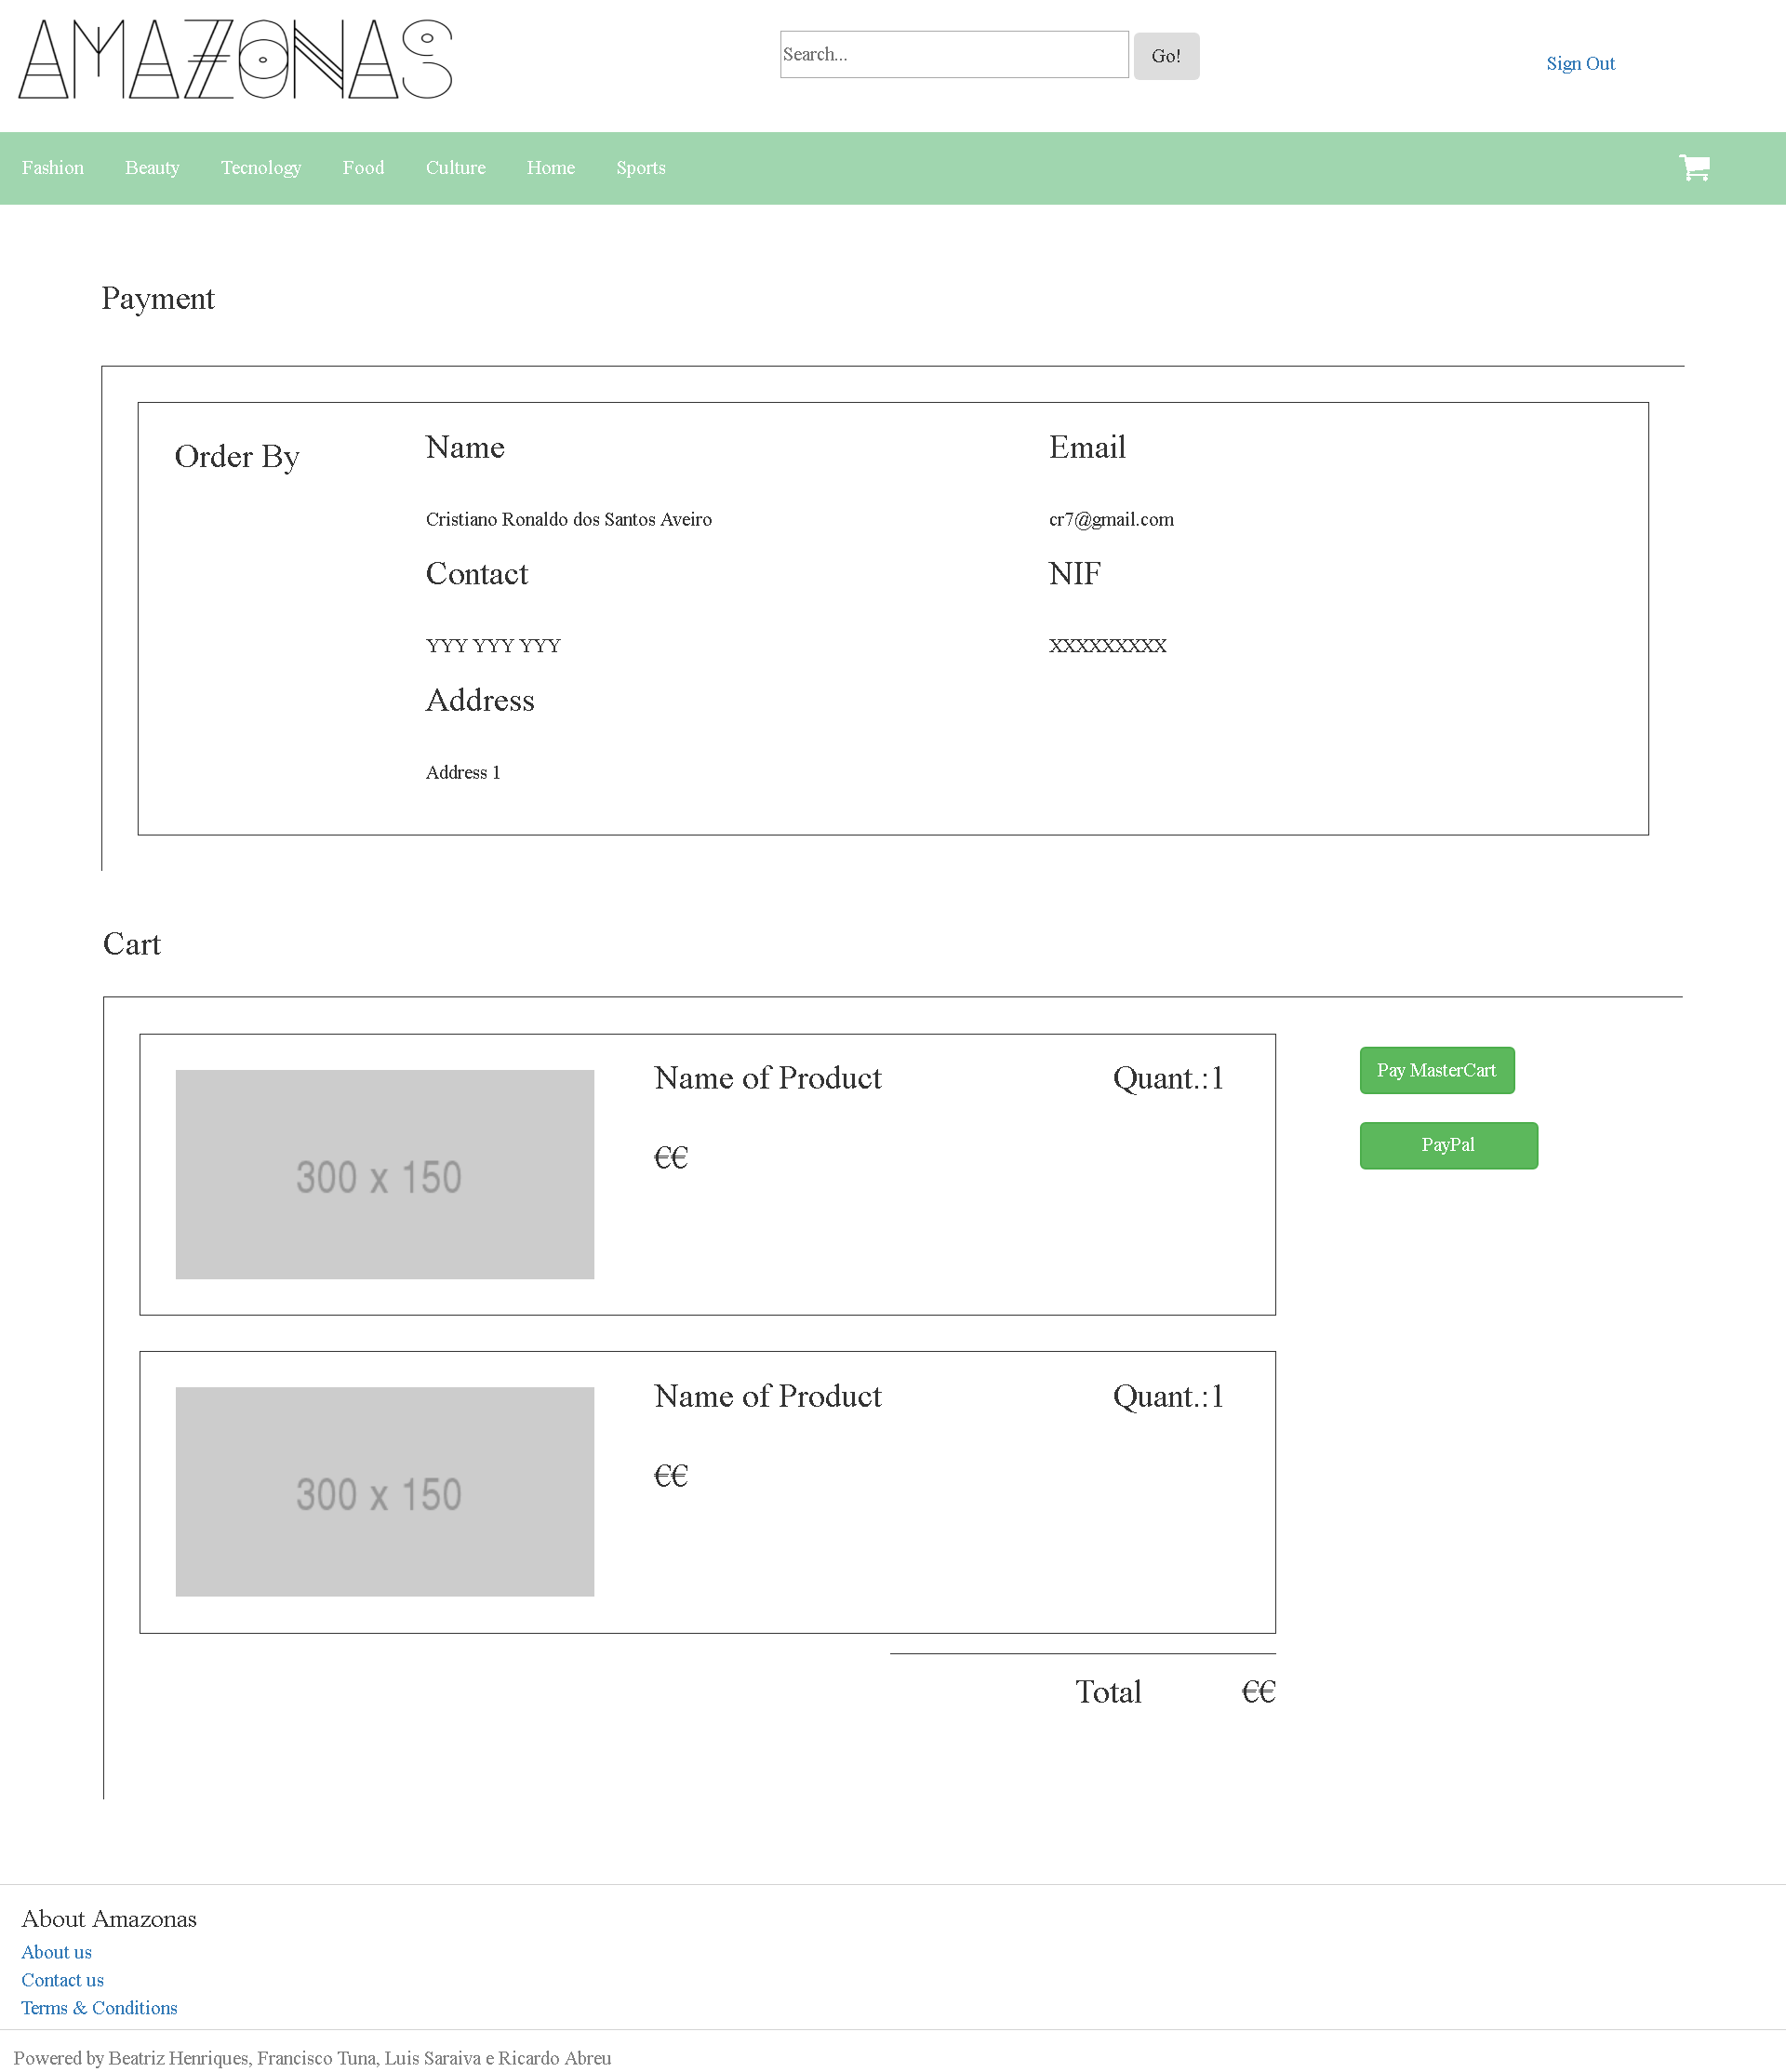 AMAZONAS
Search...
Go!
Sign Out
Fashion Beauty Tecnology Food Culture Home Sports
Payment
Order By
Name
Email
Cristiano Ronaldo dos Santos Aveiro
cr7@gmail.com
Contact
NIF
YYY YYY YYY
XXXXXXXXX
Address
Address 1
Cart
300 x 150
Name of Product
Quant.:1
€€
Pay MasterCart
PayPal
300 x 150
Name of Product
Quant.:1
€€
Total €€
About Amazonas
About us
Contact us
Terms & Conditions
Powered by Beatriz Henriques, Francisco Tuna, Luis Saraiva e Ricardo Abreu